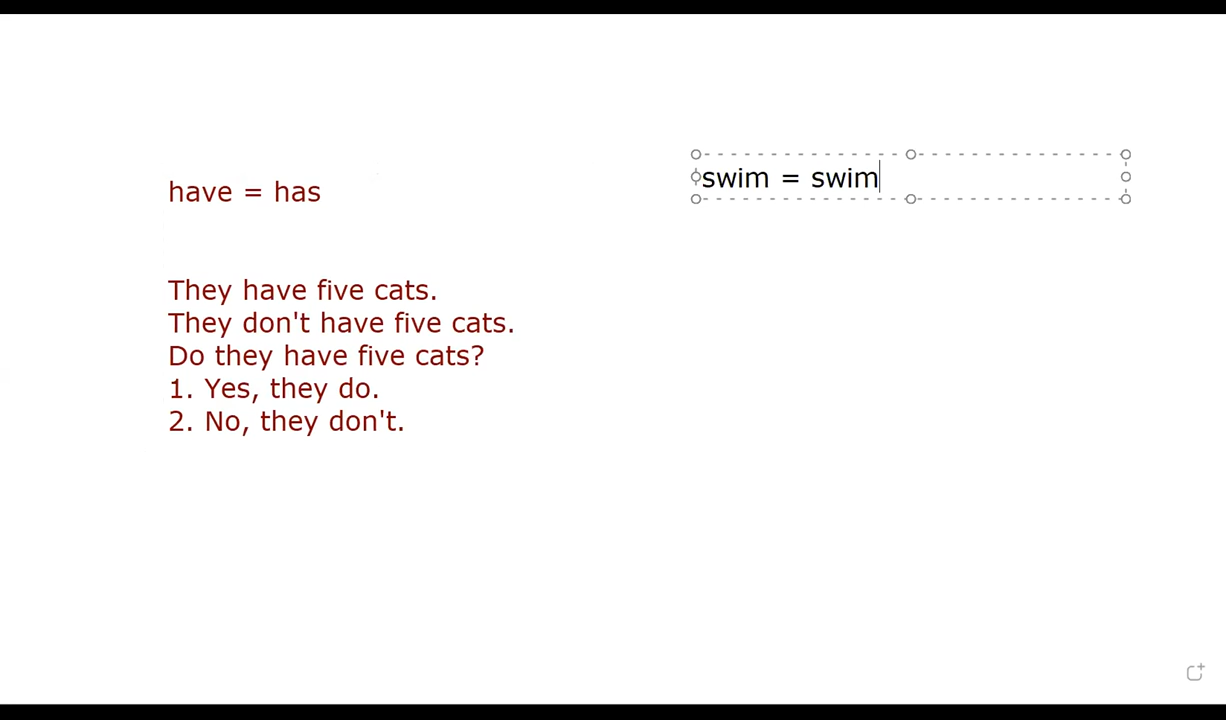 have = has
They have five cats.
They don't have five cats.
Do they have five cats?
1. Yes, they do.
2. No, they don't.
swim = swim